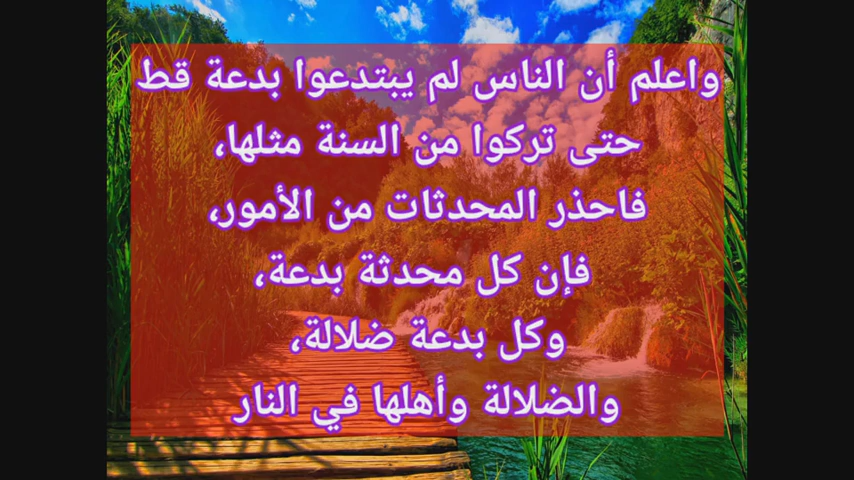 واعلم أن الناس لم يبتدعوا بدعة قط
حتى تركوا من السنة مثلها،
فاحذر المحدثات من الأمور،
فإن كل محدثة بدعة،
وكل بدعة ضلالة،
والضلالة وأهلها في النار